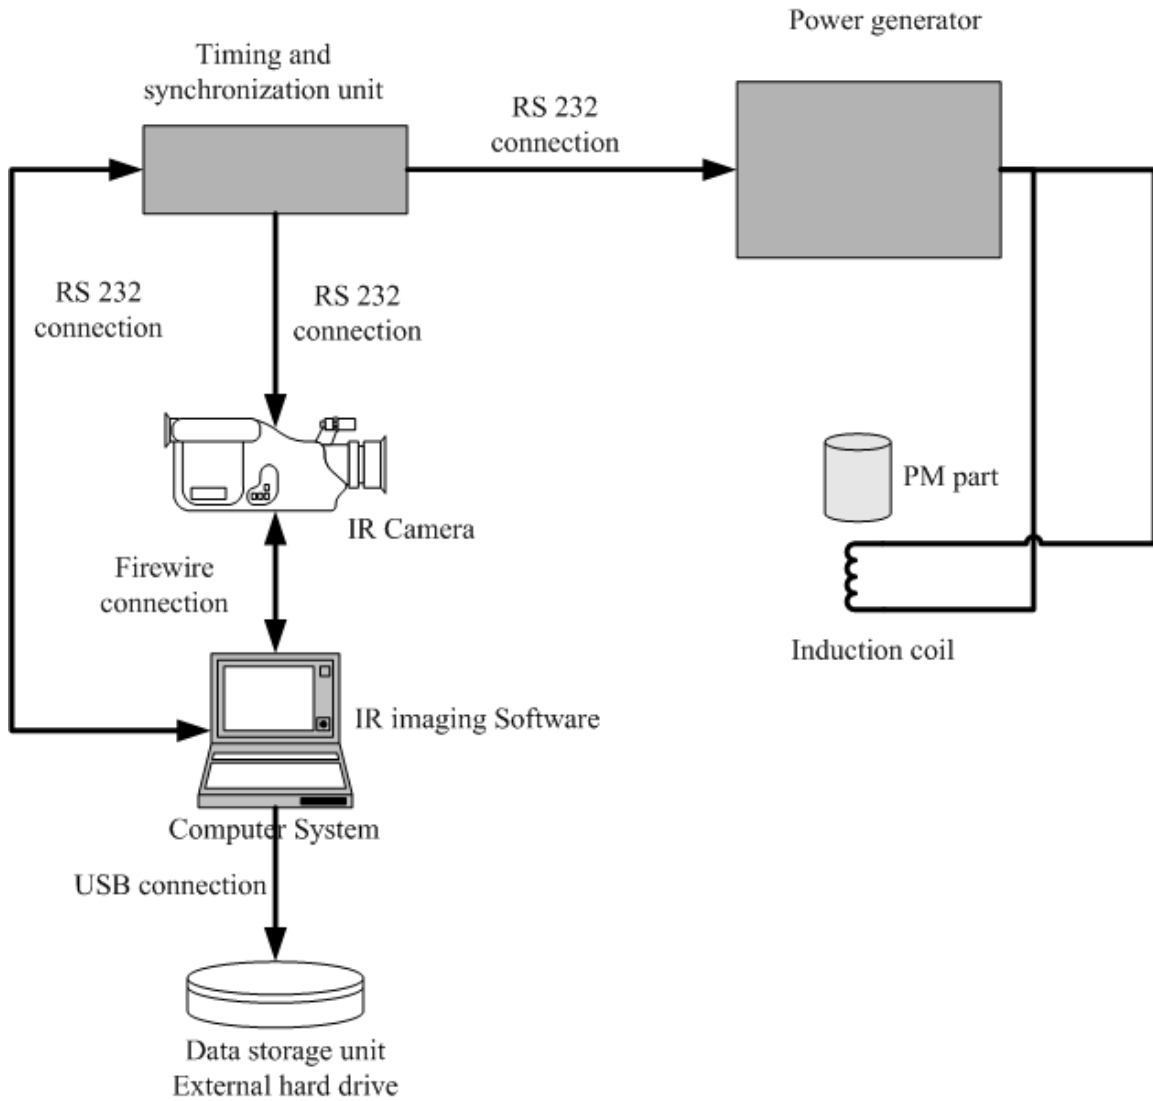 Power generator
Timing and
synchronization unit
RS 232
connection
RS 232
connection
RS 232
connection
PM part
IR Camera
Firewire
connection
Induction coil
IR imaging Software
Computer System
USB connection
Data storage unit
External hard drive